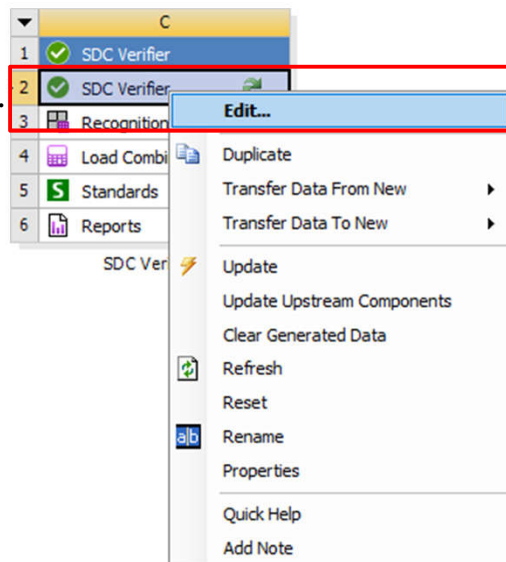 C
1 SDC Verifier
2 SDC Verifier
Edit...
3 Recognition
4 Load Combi
Duplicate
5 S Standards
Transfer Data From New
6 Reports
Transfer Data To New
SDC Ver
Update
Update Upstream Components
Clear Generated Data
Refresh
Reset
a|b Rename
Properties
Quick Help
Add Note